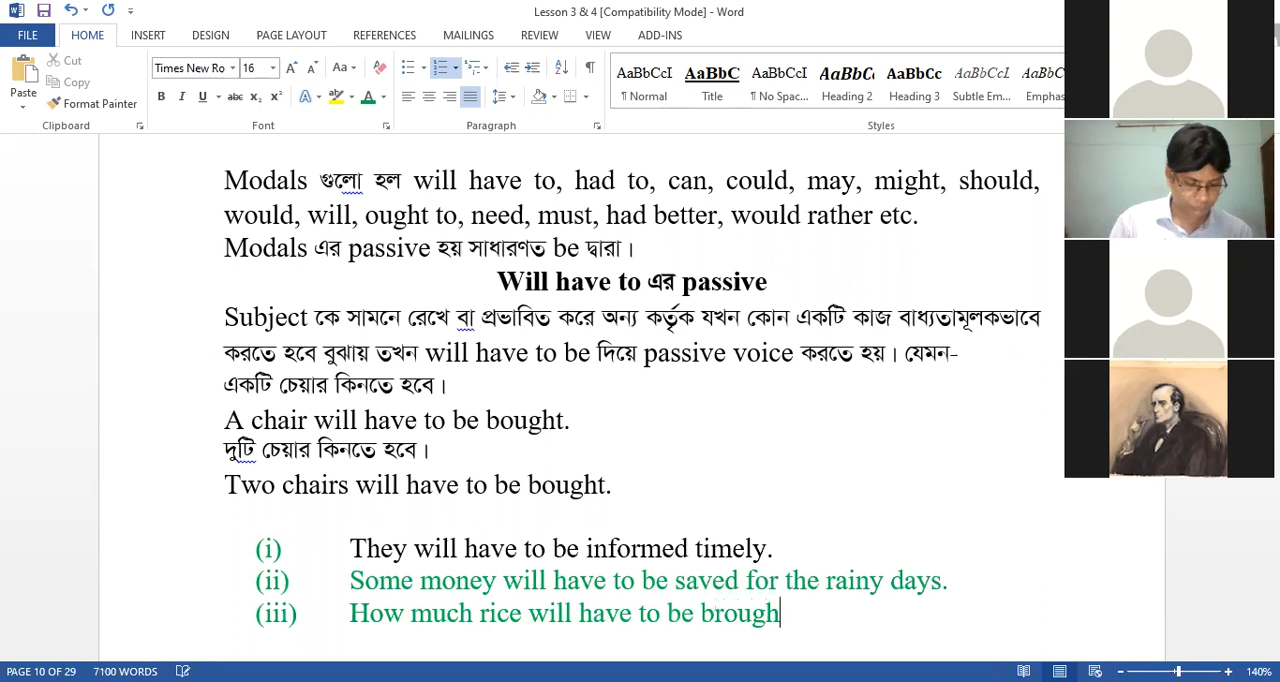 Lesson 3 & 4 [Compatibility Mode] - Word
FILE HOME INSERT DESIGN PAGE LAYOUT REFERENCES MAILINGS REVIEW VIEW ADD-INS
Cut
Copy
Format Painter
Paste
Times New Ro 16
AaBbCcI AaBbC AaBbCcI AaBbCc AaBbCc AaBbCcL AaBbC
¶ Normal Title ¶ No Spac... Heading 2 Heading 3 Subtle Em... Emphas
Clipboard Font Paragraph Styles
Modals গুলো হল will have to, had to, can, could, may, might, should,
would, will, ought to, need, must, had better, would rather etc.
Modals এর passive হয় সাধারণত be দ্বারা।
Will have to এর passive
Subject কে সামনে রেখে বা প্রভাবিত করে অন্য কর্তৃক যখন কোন একটি কাজ বাধ্যতামূলকভাবে
করতে হবে বুঝায় তখন will have to be দিয়ে passive voice করতে হয়। যেমন-
একটি চেয়ার কিনতে হবে।
A chair will have to be bought.
দুটি চেয়ার কিনতে হবে।
Two chairs will have to be bought.
(i) They will have to be informed timely.
(ii) Some money will have to be saved for the rainy days.
(iii) How much rice will have to be brough
PAGE 10 OF 29 7100 WORDS 140%